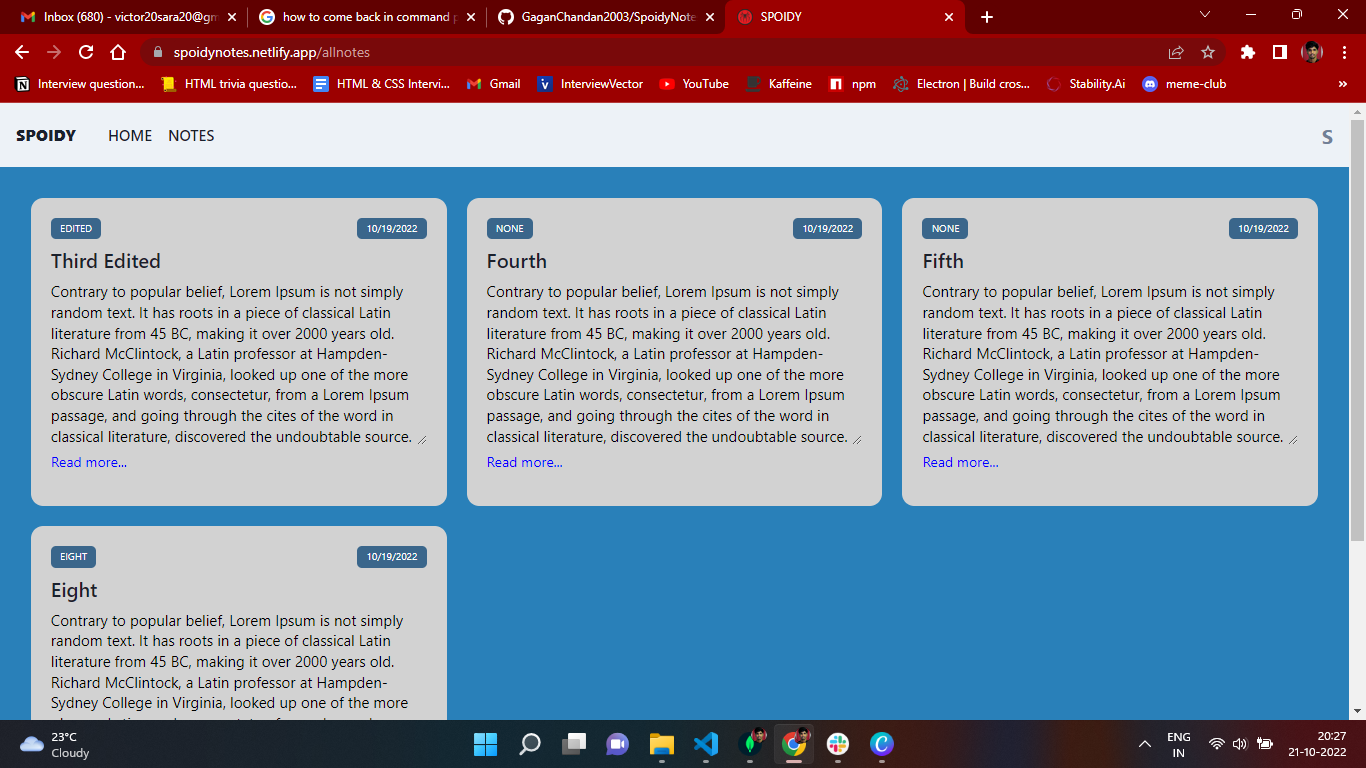 Inbox (680) - victor20sara20@gm
how to come back in command p
GaganChandan2003/SpoidyNote
SPOIDY
spoidynotes.netlify.app/allnotes
Interview question...
HTML trivia questio...
HTML & CSS Intervi...
Gmail
InterviewVector
YouTube
Kaffeine
npm
Electron | Build cros...
Stability.Ai
meme-club
»
SPOIDY HOME NOTES S
EDITED 10/19/2022
Third Edited
Contrary to popular belief, Lorem Ipsum is not simply
random text. It has roots in a piece of classical Latin
literature from 45 BC, making it over 2000 years old.
Richard McClintock, a Latin professor at Hampden-
Sydney College in Virginia, looked up one of the more
obscure Latin words, consectetur, from a Lorem Ipsum
passage, and going through the cites of the word in
classical literature, discovered the undoubtable source.
Read more...
NONE 10/19/2022
Fourth
Contrary to popular belief, Lorem Ipsum is not simply
random text. It has roots in a piece of classical Latin
literature from 45 BC, making it over 2000 years old.
Richard McClintock, a Latin professor at Hampden-
Sydney College in Virginia, looked up one of the more
obscure Latin words, consectetur, from a Lorem Ipsum
passage, and going through the cites of the word in
classical literature, discovered the undoubtable source.
Read more...
NONE 10/19/2022
Fifth
Contrary to popular belief, Lorem Ipsum is not simply
random text. It has roots in a piece of classical Latin
literature from 45 BC, making it over 2000 years old.
Richard McClintock, a Latin professor at Hampden-
Sydney College in Virginia, looked up one of the more
obscure Latin words, consectetur, from a Lorem Ipsum
passage, and going through the cites of the word in
classical literature, discovered the undoubtable source.
Read more...
EIGHT 10/19/2022
Eight
Contrary to popular belief, Lorem Ipsum is not simply
random text. It has roots in a piece of classical Latin
literature from 45 BC, making it over 2000 years old.
Richard McClintock, a Latin professor at Hampden-
Sydney College in Virginia, looked up one of the more
23°C
Cloudy
ENG
IN
20:27
21-10-2022